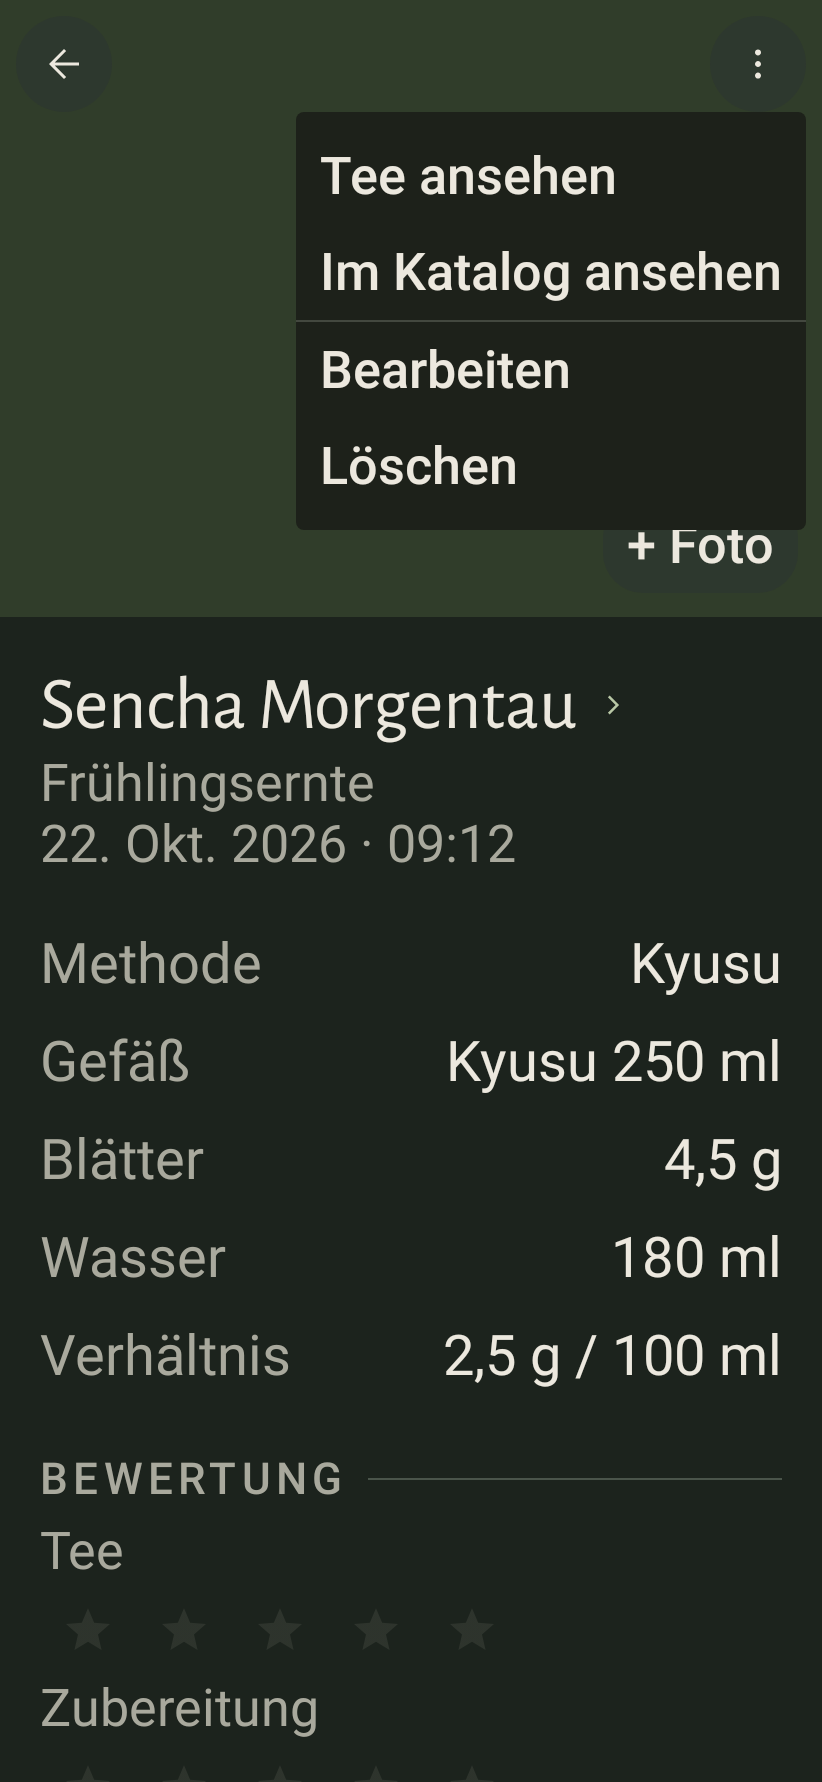 Tee ansehen
Im Katalog ansehen
Bearbeiten
Löschen
+ Foto
Sencha Morgentau
Frühlingsernte
22. Okt. 2026 · 09:12
Methode Kyusu
Gefäß Kyusu 250 ml
Blätter 4,5 g
Wasser 180 ml
Verhältnis 2,5 g / 100 ml
BEWERTUNG
Tee
Zubereitung